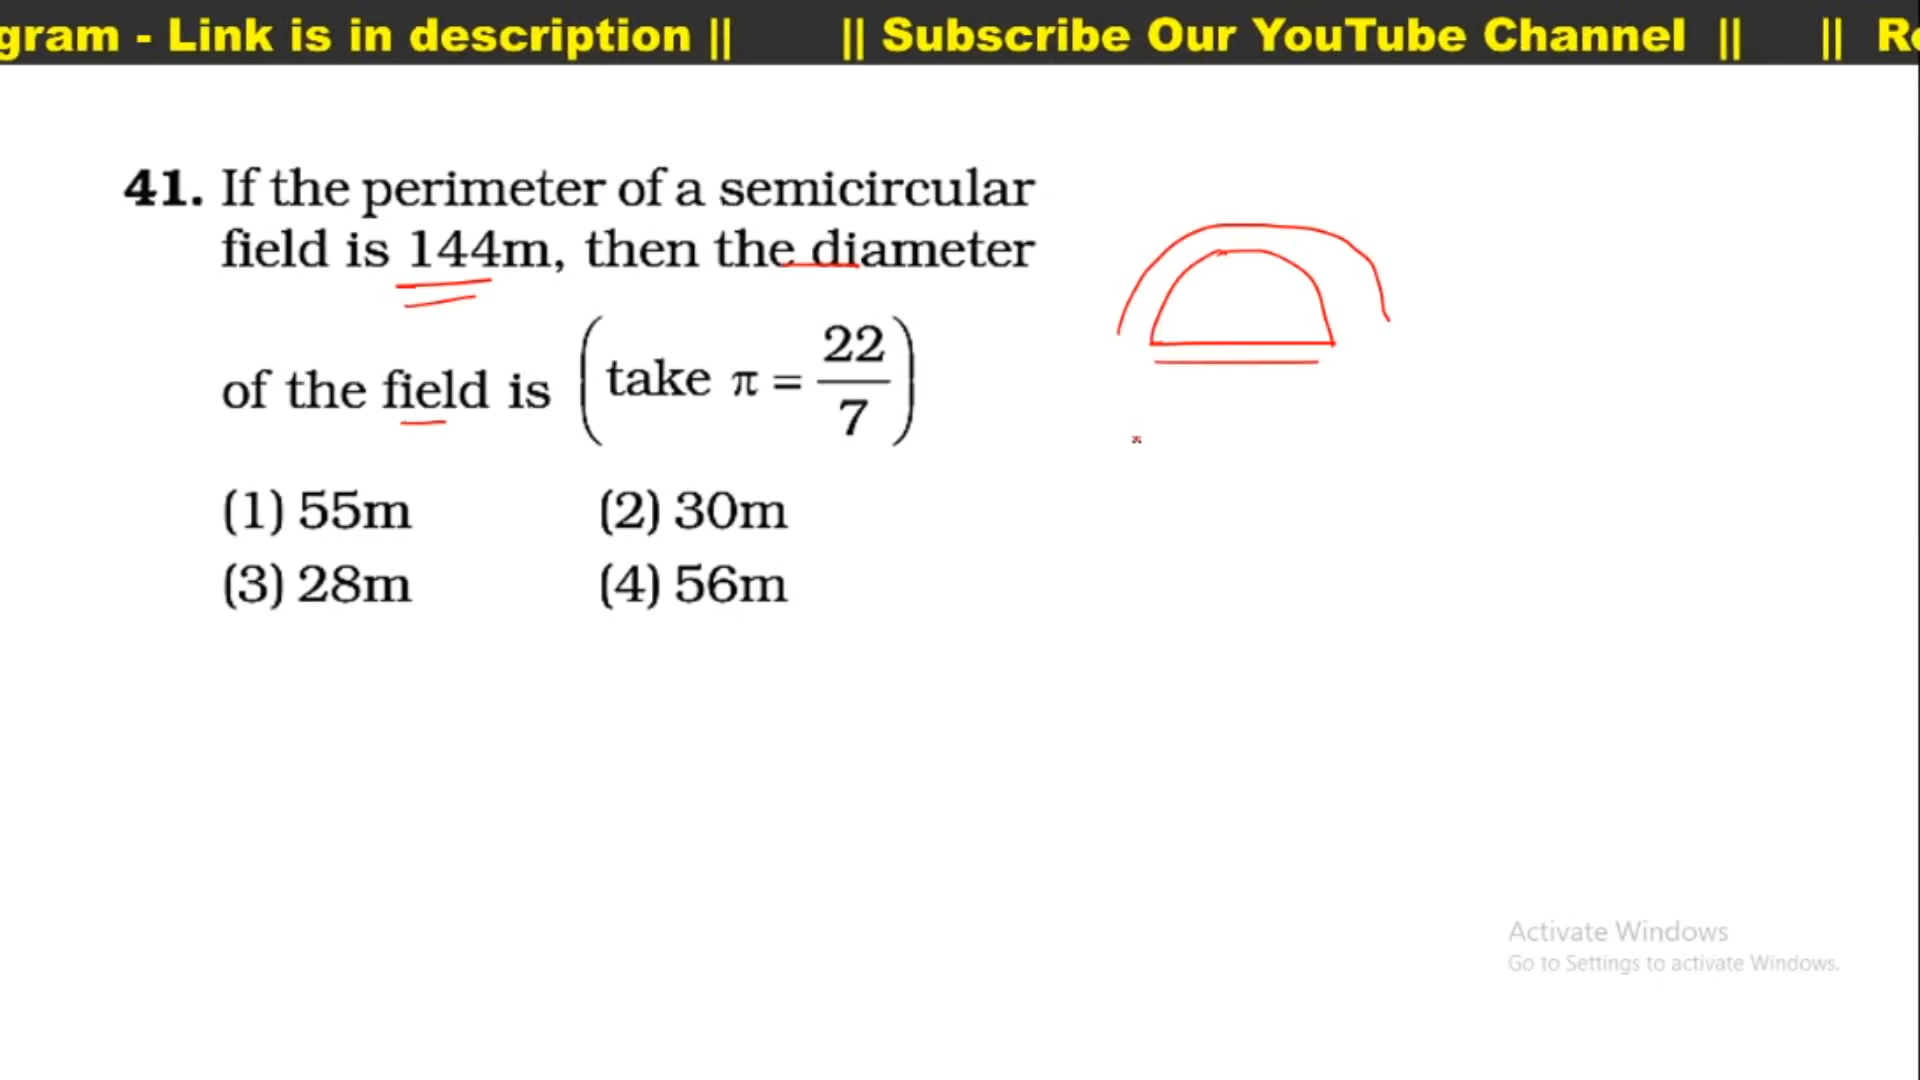 gram - Link is in description || || Subscribe Our YouTube Channel || ||
41. If the perimeter of a semicircular
field is 144m, then the diameter
of the field is (take π = 22/7)
(1) 55m (2) 30m
(3) 28m (4) 56m
Activate Windows
Go to Settings to activate Windows.